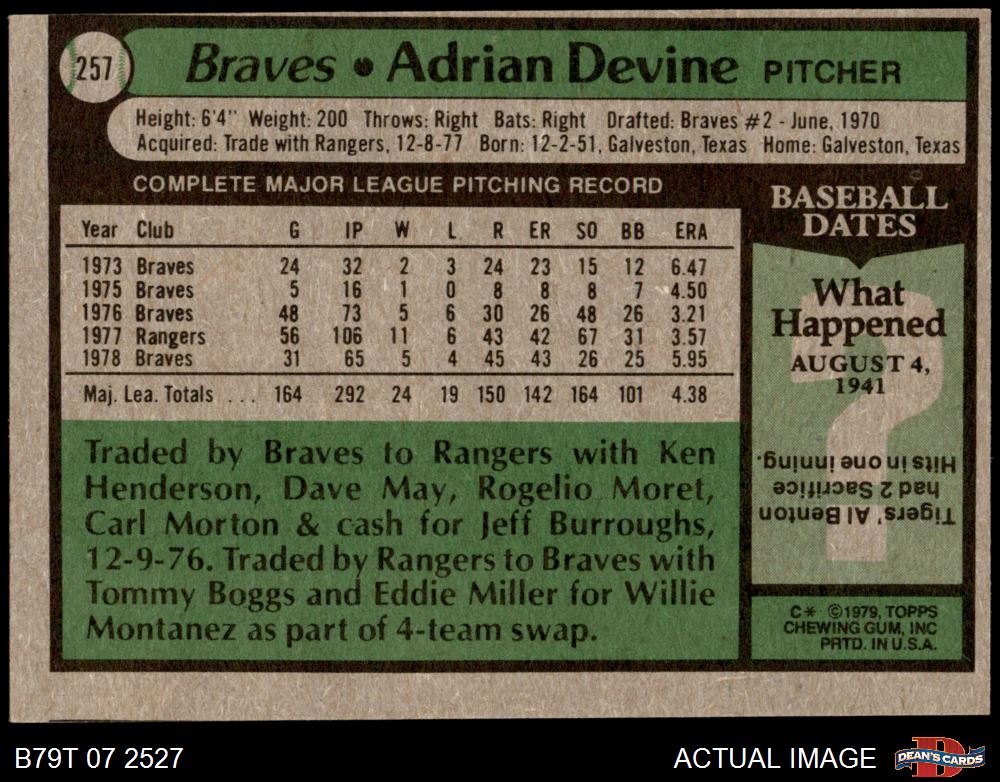 257
Braves • Adrian Devine PITCHER
Height: 6'4" Weight: 200 Throws: Right Bats: Right Drafted: Braves #2 - June, 1970
Acquired: Trade with Rangers, 12-8-77 Born: 12-2-51, Galveston, Texas Home: Galveston, Texas
COMPLETE MAJOR LEAGUE PITCHING RECORD
Year Club G IP W L R ER SO BB ERA
1973 Braves 24 32 2 3 24 23 15 12 6.47
1975 Braves 5 16 1 0 8 8 8 7 4.50
1976 Braves 48 73 5 6 30 26 48 26 3.21
1977 Rangers 56 106 11 6 43 42 67 31 3.57
1978 Braves 31 65 5 4 45 43 26 25 5.95
Maj. Lea. Totals . . . 164 292 24 19 150 142 164 101 4.38
Traded by Braves to Rangers with Ken
Henderson, Dave May, Rogelio Moret,
Carl Morton & cash for Jeff Burroughs,
12-9-76. Traded by Rangers to Braves with
Tommy Boggs and Eddie Miller for Willie
Montanez as part of 4-team swap.
BASEBALL
DATES
What
Happened
AUGUST 4,
1941
Tigers' Al Benton
had 2 Sacrifice
Hits in one inning.
C* ©1979, TOPPS
CHEWING GUM, INC
PRTD. IN U.S.A.
B79T 07 2527
ACTUAL IMAGE
D
DEAN'S CARDS